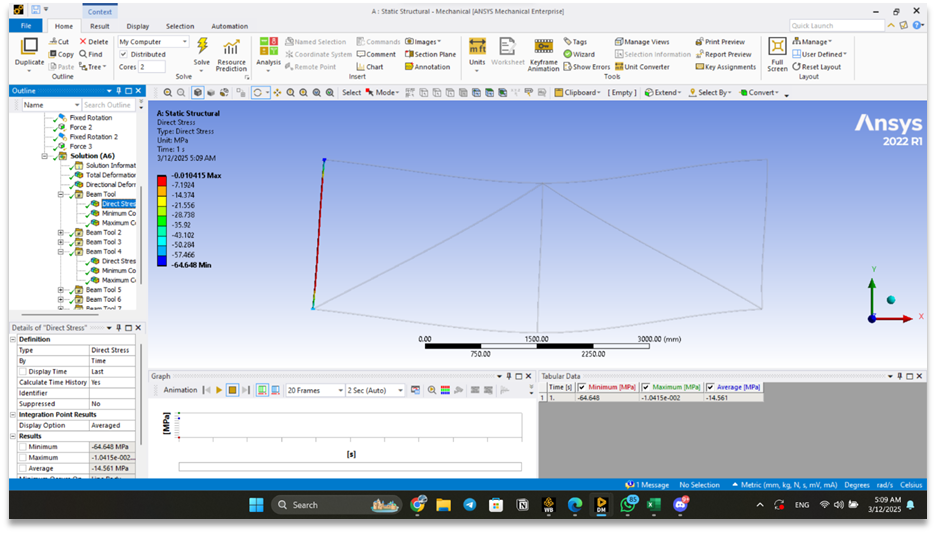 A : Static Structural - Mechanical [ANSYS Mechanical Enterprise]
Context
File Home Result Display Selection Automation
Quick Launch
Duplicate
Cut Delete
Copy Find
Paste Tree
Outline
My Computer
Distributed
Cores 2
Solve
Resource
Prediction
Solve
Analysis
Named Selection Commands Images
Coordinate System Comment Section Plane
Remote Point Chart Annotation
Insert
Units
Worksheet
Keyframe
Animation
Tags
Wizard
Show Errors
Manage Views
Selection Information
Unit Converter
Print Preview
Report Preview
Key Assignments
Tools
Full
Screen
Manage
User Defined
Reset Layout
Layout
Outline
Name Search Outline
Select Mode Clipboard [ Empty ] Extend Select By Convert
Fixed Rotation
Force 2
Fixed Rotation 2
Force 3
Solution (A6)
Solution Informat
Total Deformation
Directional Defor
Beam Tool
Direct Stres
Minimum Co
Maximum C
Beam Tool 2
Beam Tool 3
Beam Tool 4
Direct Stres
Minimum Co
Maximum C
Beam Tool 5
Beam Tool 6
Beam Tool 7
A: Static Structural
Direct Stress
Type: Direct Stress
Unit: MPa
Time: 1 s
3/12/2025 5:09 AM
-0.010415 Max
-7.1924
-14.374
-21.556
-28.738
-35.92
-43.102
-50.284
-57.466
-64.648 Min
Ansys
2022 R1
Y
X
0.00 1500.00 3000.00 (mm)
750.00 2250.00
Details of "Direct Stress"
Definition
Type Direct Stress
By Time
Display Time Last
Calculate Time History Yes
Identifier
Suppressed No
Integration Point Results
Display Option Averaged
Results
Minimum -64.648 MPa
Maximum -1.0415e-002...
Average -14.561 MPa
Graph
Animation 20 Frames 2 Sec (Auto)
[MPa]
[s]
Tabular Data
Time [s] Minimum [MPa] Maximum [MPa] Average [MPa]
1 1. -64.648 -1.0415e-002 -14.561
1 Message No Selection Metric (mm, kg, N, s, mV, mA) Degrees rad/s Celsius
Search
WB
DM
85
ENG
5:09 AM
3/12/2025